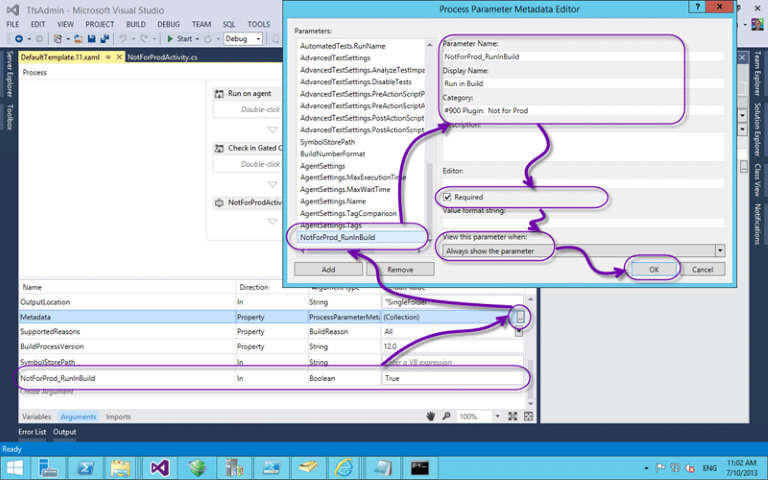 TfsAdmin - Microsoft Visual Studio
FILE EDIT VIEW PROJECT BUILD DEBUG TEAM SQL TOOLS
Start Debug
DefaultTemplate.11.xaml NotForProdActivity.cs
Process
Server Explorer
Toolbox
Run on agent
Double-click
Check In Gated C
Double-click
NotForProdActiv
Process Parameter Metadata Editor
Parameters:
AutomatedTests.RunName
AdvancedTestSettings
AdvancedTestSettings.AnalyzeTestImpa
AdvancedTestSettings.DisableTests
AdvancedTestSettings.PreActionScriptP
AdvancedTestSettings.PreActionScriptA
AdvancedTestSettings.PostActionScript
AdvancedTestSettings.PostActionScript
SymbolStorePath
BuildNumberFormat
AgentSettings
AgentSettings.MaxExecutionTime
AgentSettings.MaxWaitTime
AgentSettings.Name
AgentSettings.TagComparison
AgentSettings.Tags
NotForProd_RunInBuild
Add Remove
Parameter Name:
NotForProd_RunInBuild
Display Name:
Run in Build
Category:
#900 Plugin: Not for Prod
Description:
Editor:
Required
Value format string:
View this parameter when:
Always show the parameter
OK Cancel
Team Explorer
Solution Explorer
Class View
Notifications
Name Direction Argument type Default value
OutputLocation In String "SingleFolder"
Metadata Property ProcessParameterMeta (Collection) ...
SupportedReasons Property BuildReason All
BuildProcessVersion Property String 12.0
SymbolStorePath In String Enter a VB expression
NotForProd_RunInBuild In Boolean True
Create Argument
Variables Arguments Imports
100%
Error List Output
Ready
ENG
11:02 AM
7/10/2013